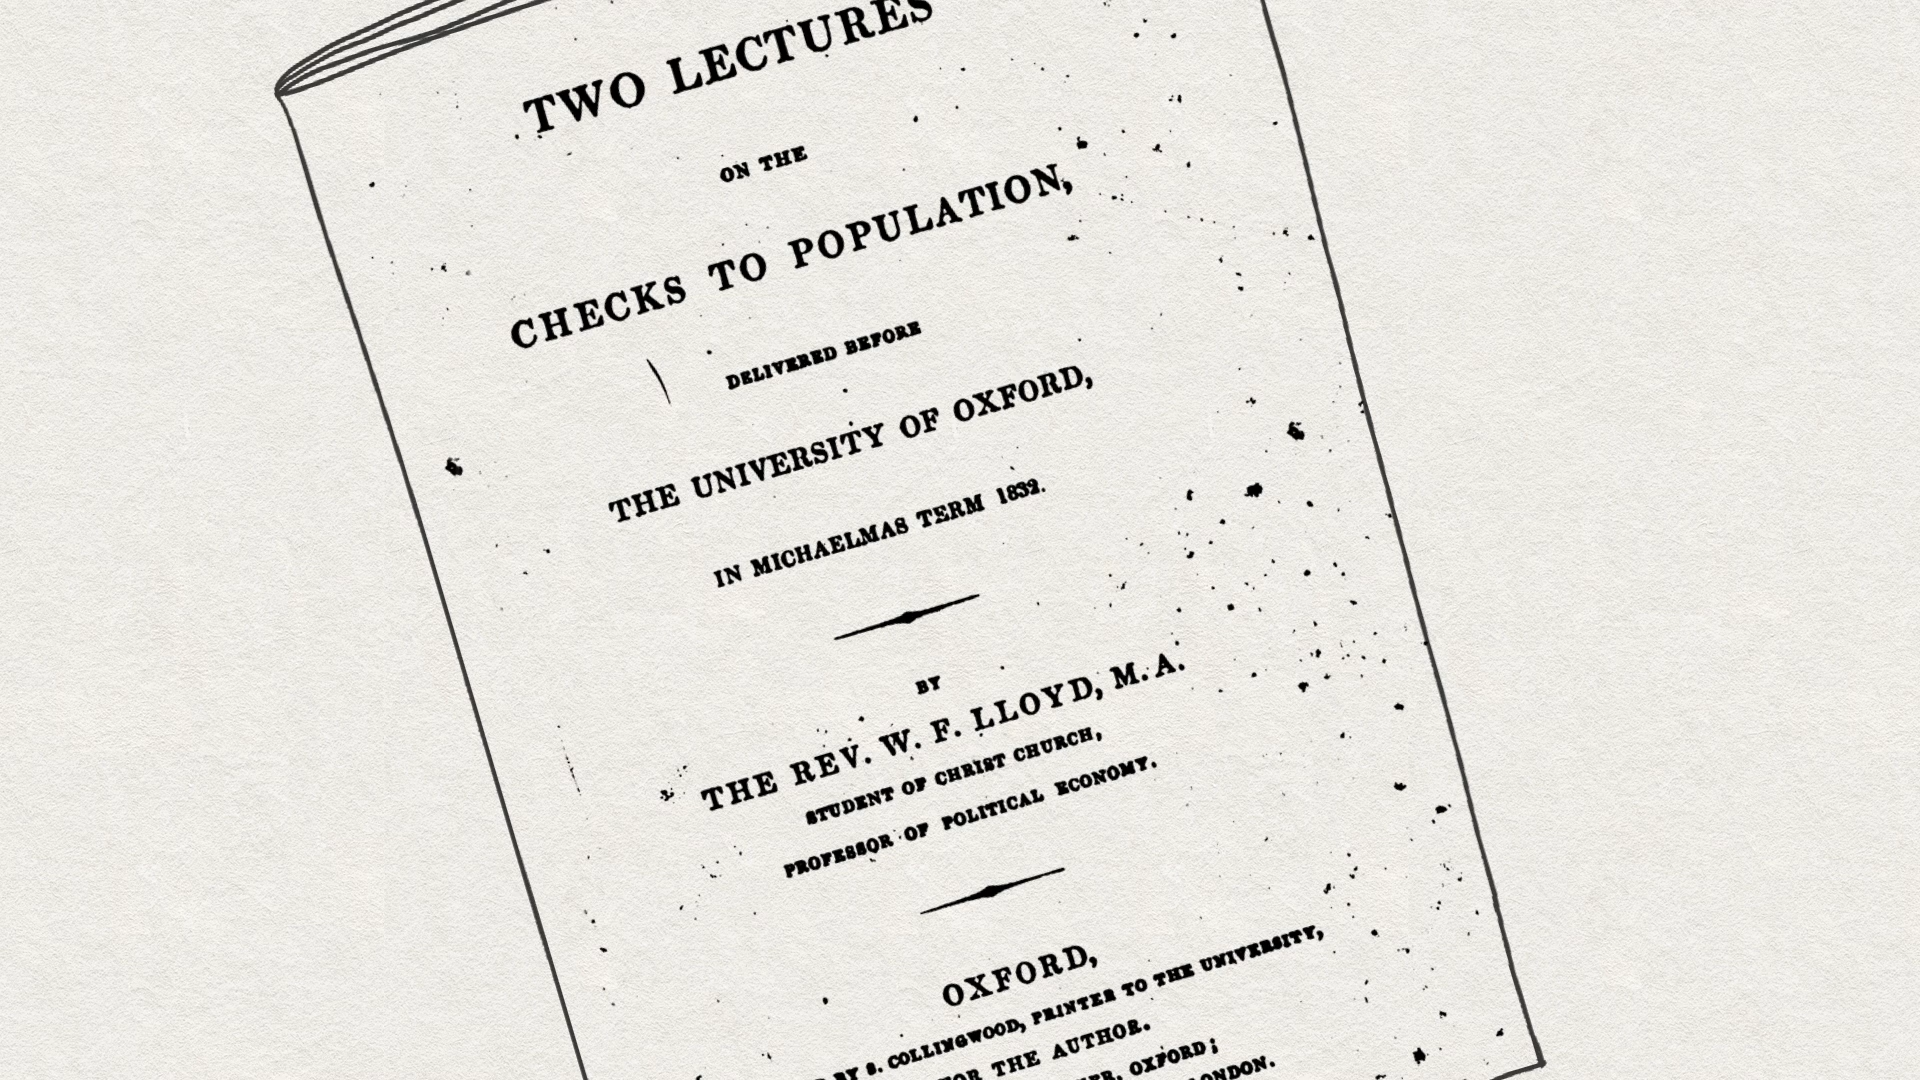 TWO LECTURES
ON THE
CHECKS TO POPULATION,
DELIVERED BEFORE
THE UNIVERSITY OF OXFORD,
IN MICHAELMAS TERM 1832.
BY
THE REV. W. F. LLOYD, M. A.
STUDENT OF CHRIST CHURCH,
PROFESSOR OF POLITICAL ECONOMY.
OXFORD,
BY S. COLLINGWOOD, PRINTER TO THE UNIVERSITY,
FOR THE AUTHOR.
OXFORD;
LONDON.